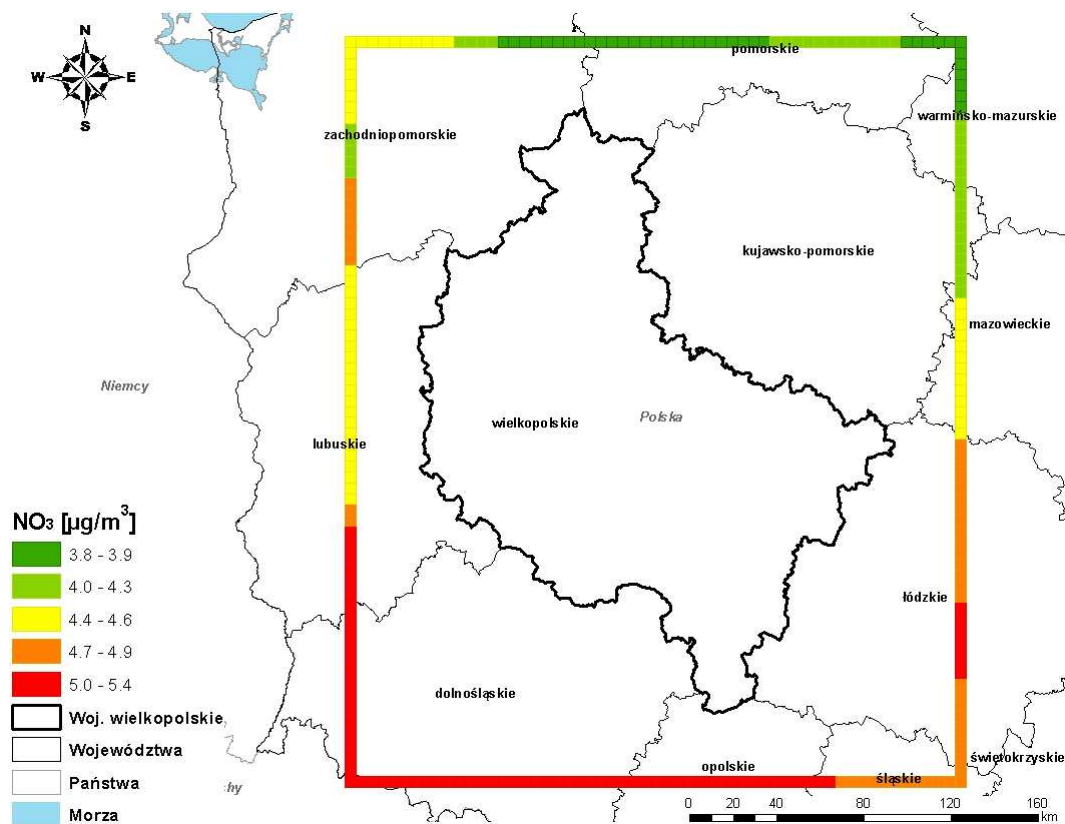 N
W E
S
pomorskie
warmińsko-mazurskie
zachodniopomorskie
kujawsko-pomorskie
mazowieckie
Niemcy
wielkopolskie
Polska
lubuskie
NO₃ [µg/m³]
3.8 - 3.9
4.0 - 4.3
4.4 - 4.6
4.7 - 4.9
5.0 - 5.4
Woj. wielkopolskie
Województwa
Państwa
Morza
łódzkie
dolnośląskie
opolskie
śląskie
świętokrzyskie
chy
0 20 40 80 120 160
km